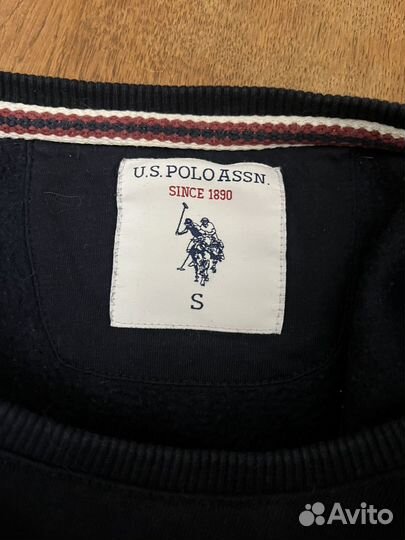 U.S. POLO ASSN.
SINCE 1890
S
Avito